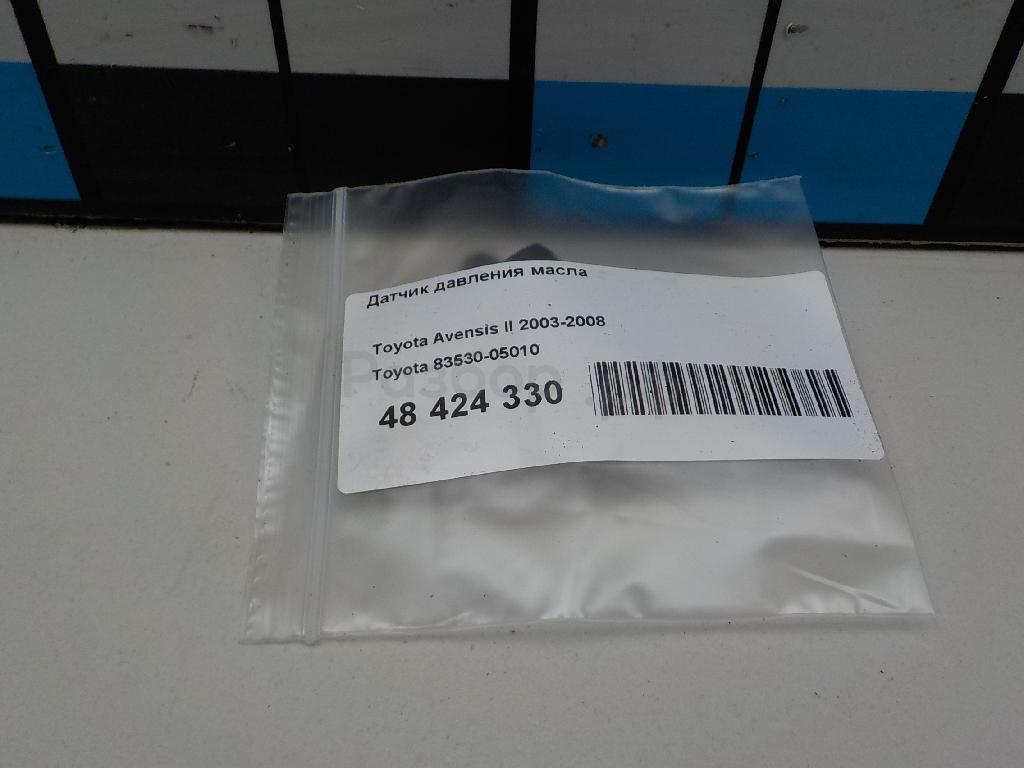 Датчик давления масла
Toyota Avensis II 2003-2008
Toyota 83530-05010
48 424 330